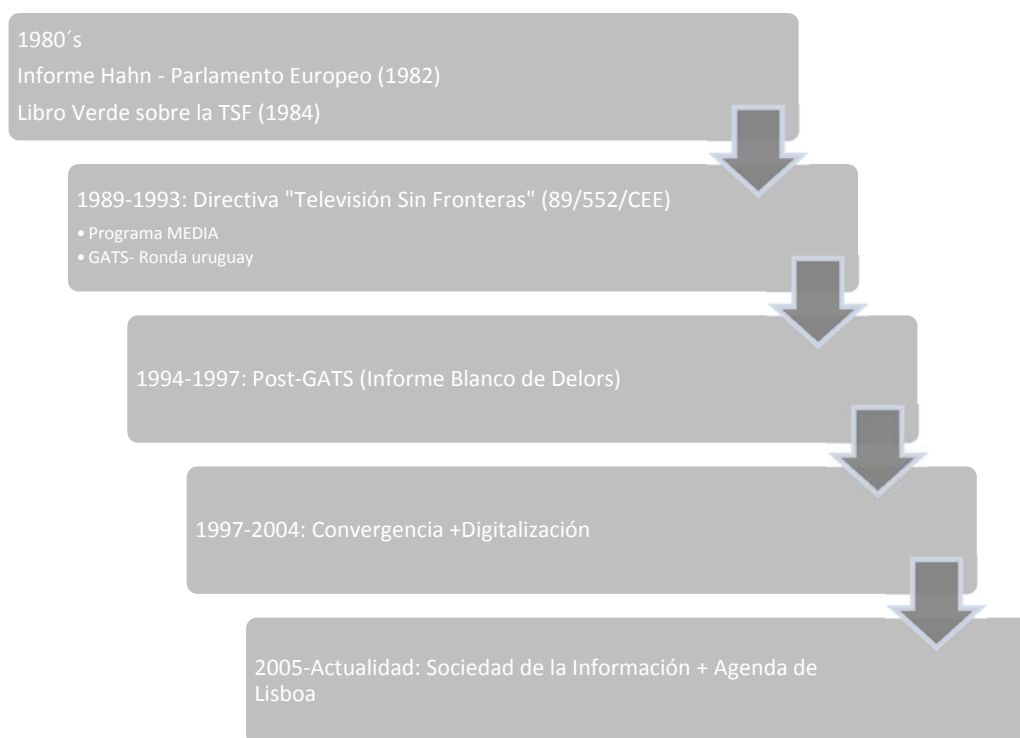 1980´s
Informe Hahn - Parlamento Europeo (1982)
Libro Verde sobre la TSF (1984)
1989-1993: Directiva "Televisión Sin Fronteras" (89/552/CEE)
• Programa MEDIA
• GATS- Ronda uruguay
1994-1997: Post-GATS (Informe Blanco de Delors)
1997-2004: Convergencia +Digitalización
2005-Actualidad: Sociedad de la Información + Agenda de
Lisboa